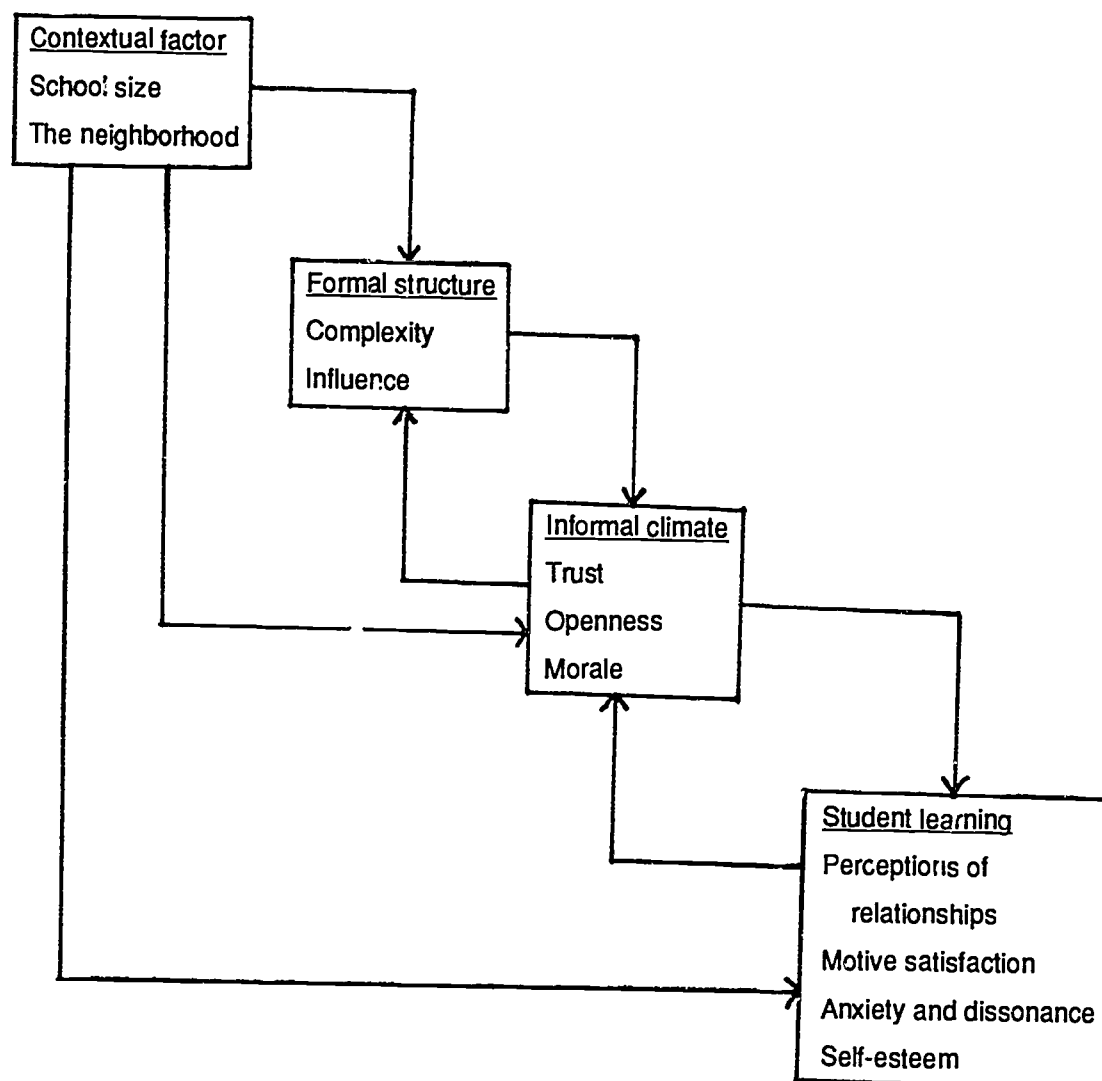 Contextual factor
School size
The neighborhood
Formal structure
Complexity
Influence
Informal climate
Trust
Openness
Morale
Student learning
Perceptions of
relationships
Motive satisfaction
Anxiety and dissonance
Self-esteem